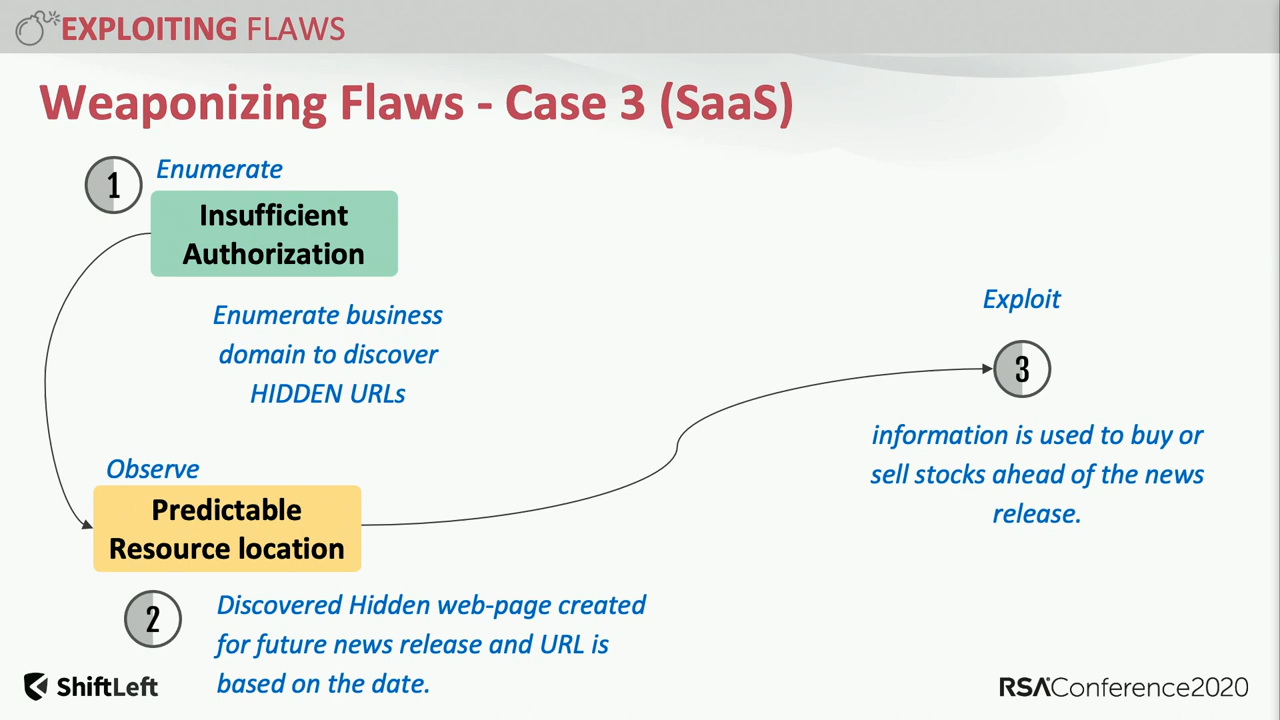 EXPLOITING FLAWS
Weaponizing Flaws - Case 3 (SaaS)
1
Enumerate
Insufficient
Authorization
Enumerate business
domain to discover
HIDDEN URLs
Observe
Predictable
Resource location
2
Discovered Hidden web-page created
for future news release and URL is
based on the date.
Exploit
3
information is used to buy or
sell stocks ahead of the news
release.
ShiftLeft
RSAConference2020